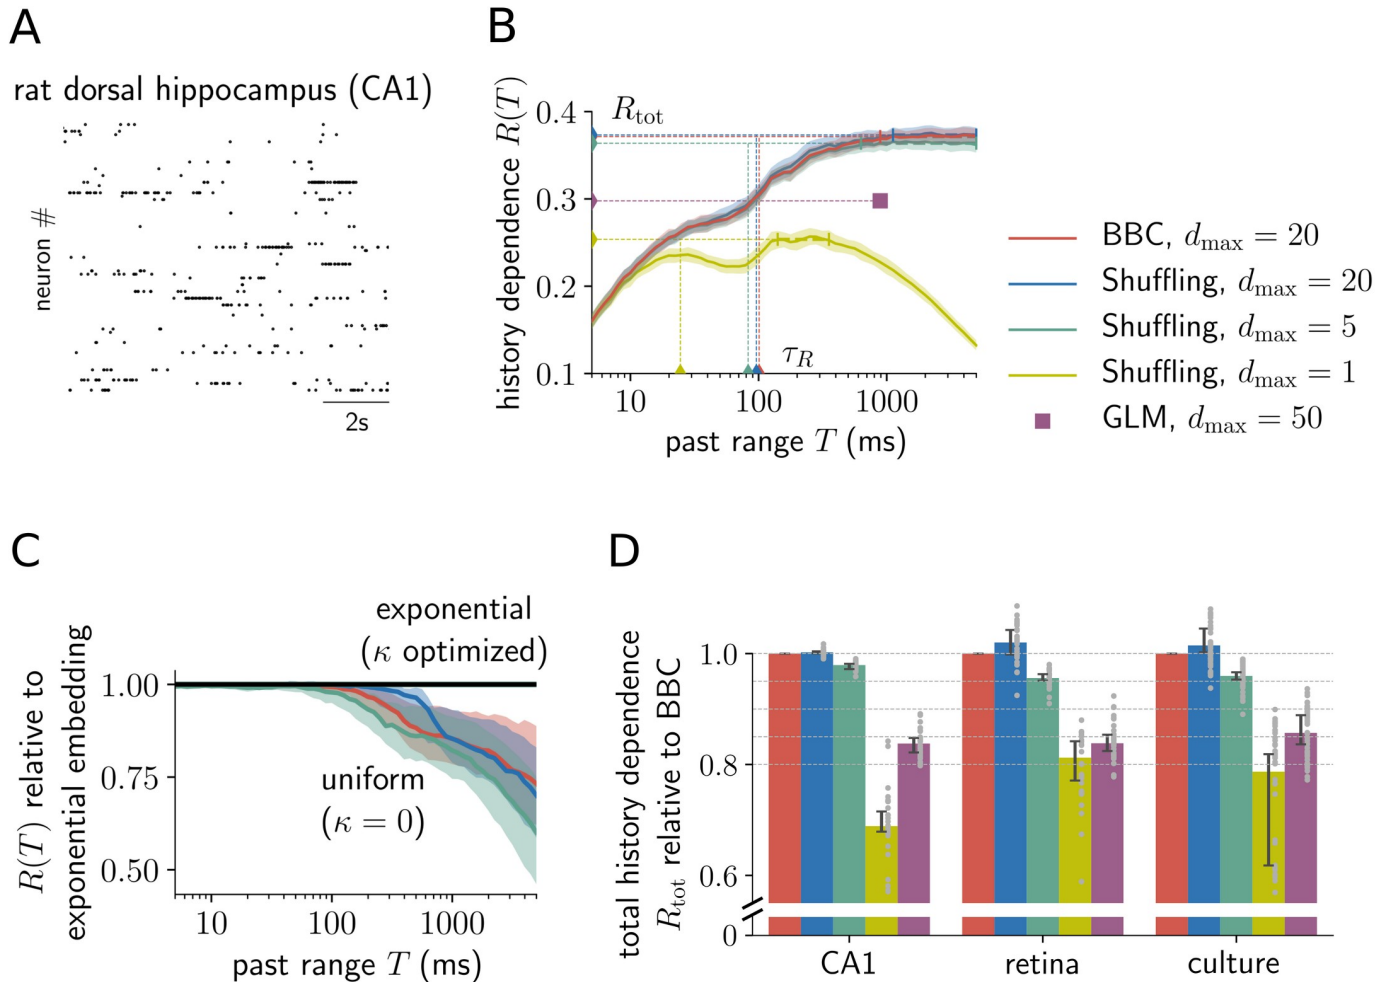 A
rat dorsal hippocampus (CA1)
neuron #
2s
B
history dependence R(T)
0.4
0.3
0.2
0.1
R_tot
τ_R
10
100
1000
past range T (ms)
BBC, d_max = 20
Shuffling, d_max = 20
Shuffling, d_max = 5
Shuffling, d_max = 1
GLM, d_max = 50
C
R(T) relative to
exponential embedding
1.00
0.75
0.50
exponential
(κ optimized)
uniform
(κ = 0)
10
100
1000
past range T (ms)
D
total history dependence
R_tot relative to BBC
1.0
0.8
0.6
0
CA1
retina
culture